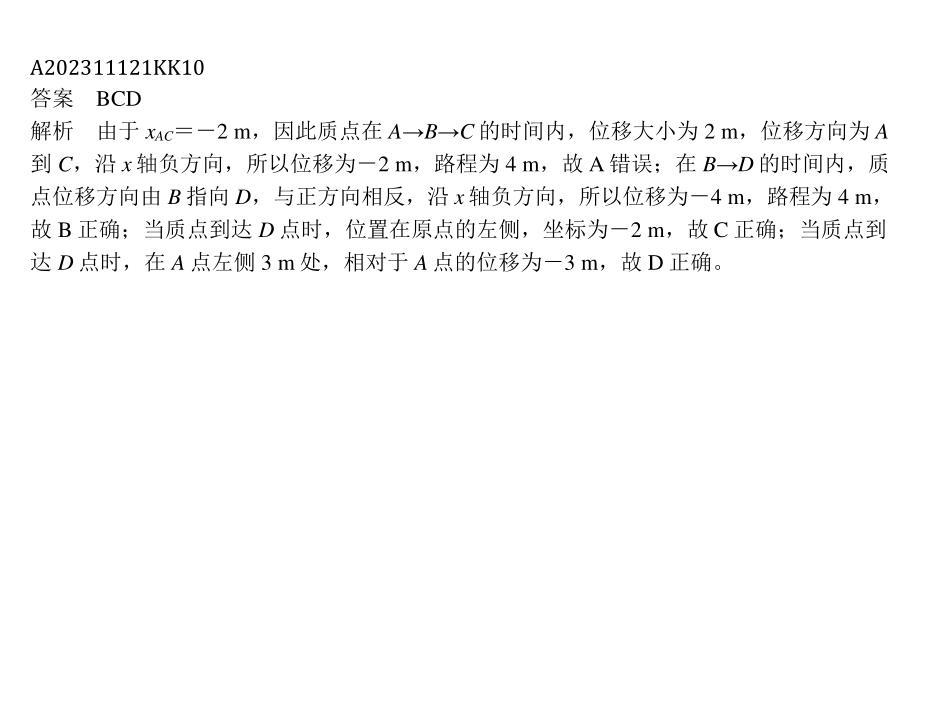 A202311121KK10
答案　BCD
解析　由于 xAC＝－2 m，因此质点在 A→B→C 的时间内，位移大小为 2 m，位移方向为 A
到 C，沿 x 轴负方向，所以位移为－2 m，路程为 4 m，故 A 错误；在 B→D 的时间内，质
点位移方向由 B 指向 D，与正方向相反，沿 x 轴负方向，所以位移为－4 m，路程为 4 m，
故 B 正确；当质点到达 D 点时，位置在原点的左侧，坐标为－2 m，故 C 正确；当质点到
达 D 点时，在 A 点左侧 3 m 处，相对于 A 点的位移为－3 m，故 D 正确。